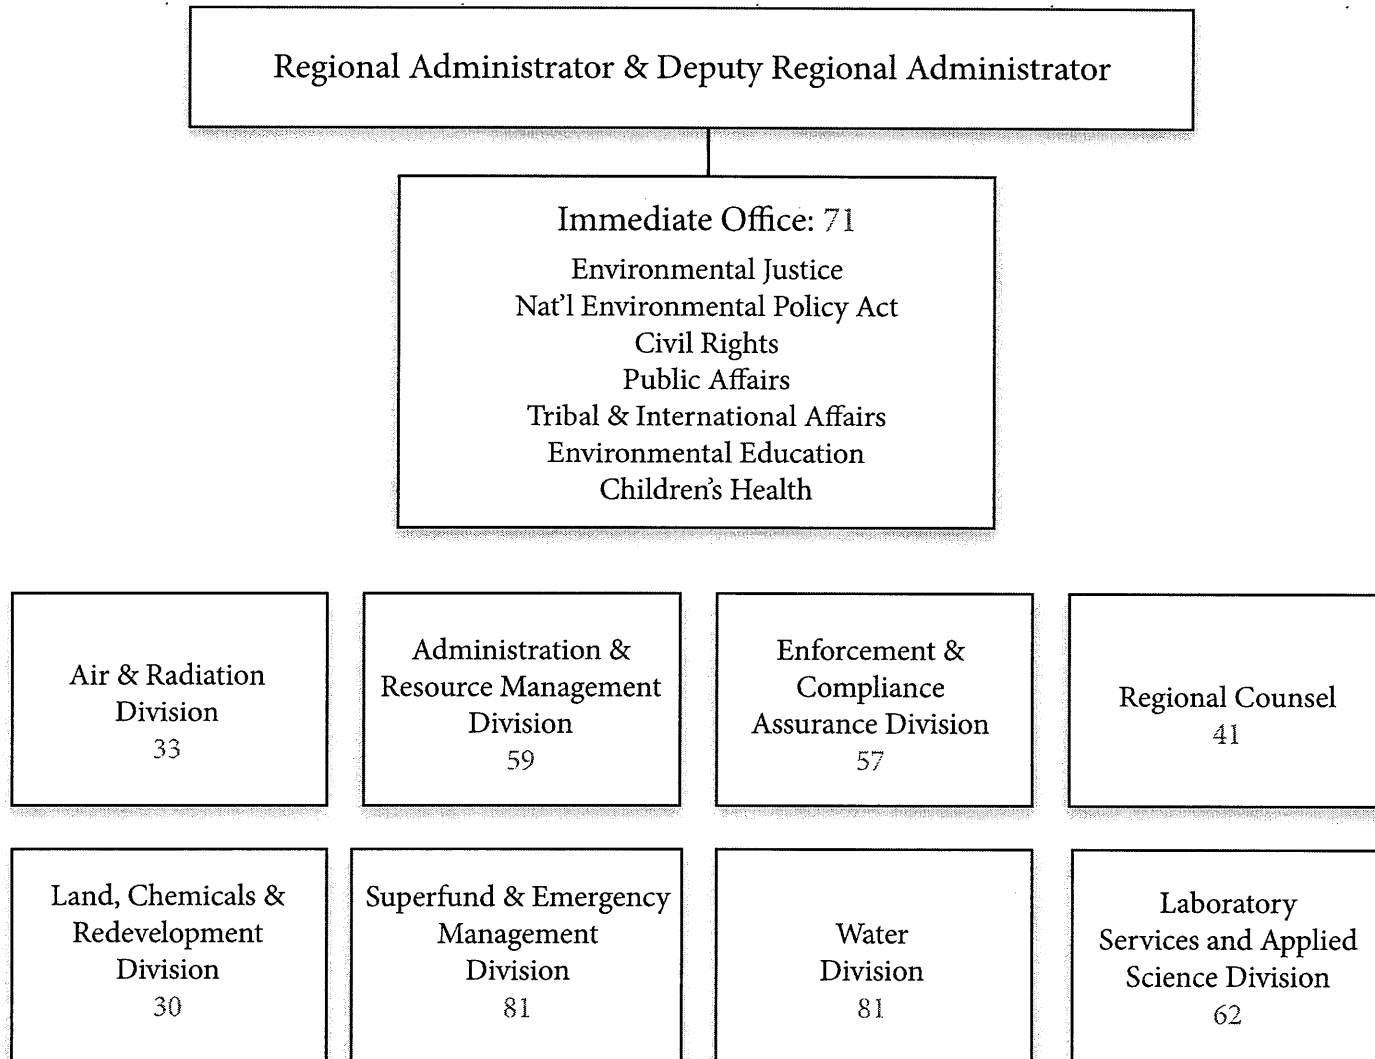 Regional Administrator & Deputy Regional Administrator
Immediate Office: 71
Environmental Justice
Nat'l Environmental Policy Act
Civil Rights
Public Affairs
Tribal & International Affairs
Environmental Education
Children's Health
Air & Radiation
Division
33
Administration &
Resource Management
Division
59
Enforcement &
Compliance
Assurance Division
57
Regional Counsel
41
Land, Chemicals &
Redevelopment
Division
30
Superfund & Emergency
Management
Division
81
Water
Division
81
Laboratory
Services and Applied
Science Division
62